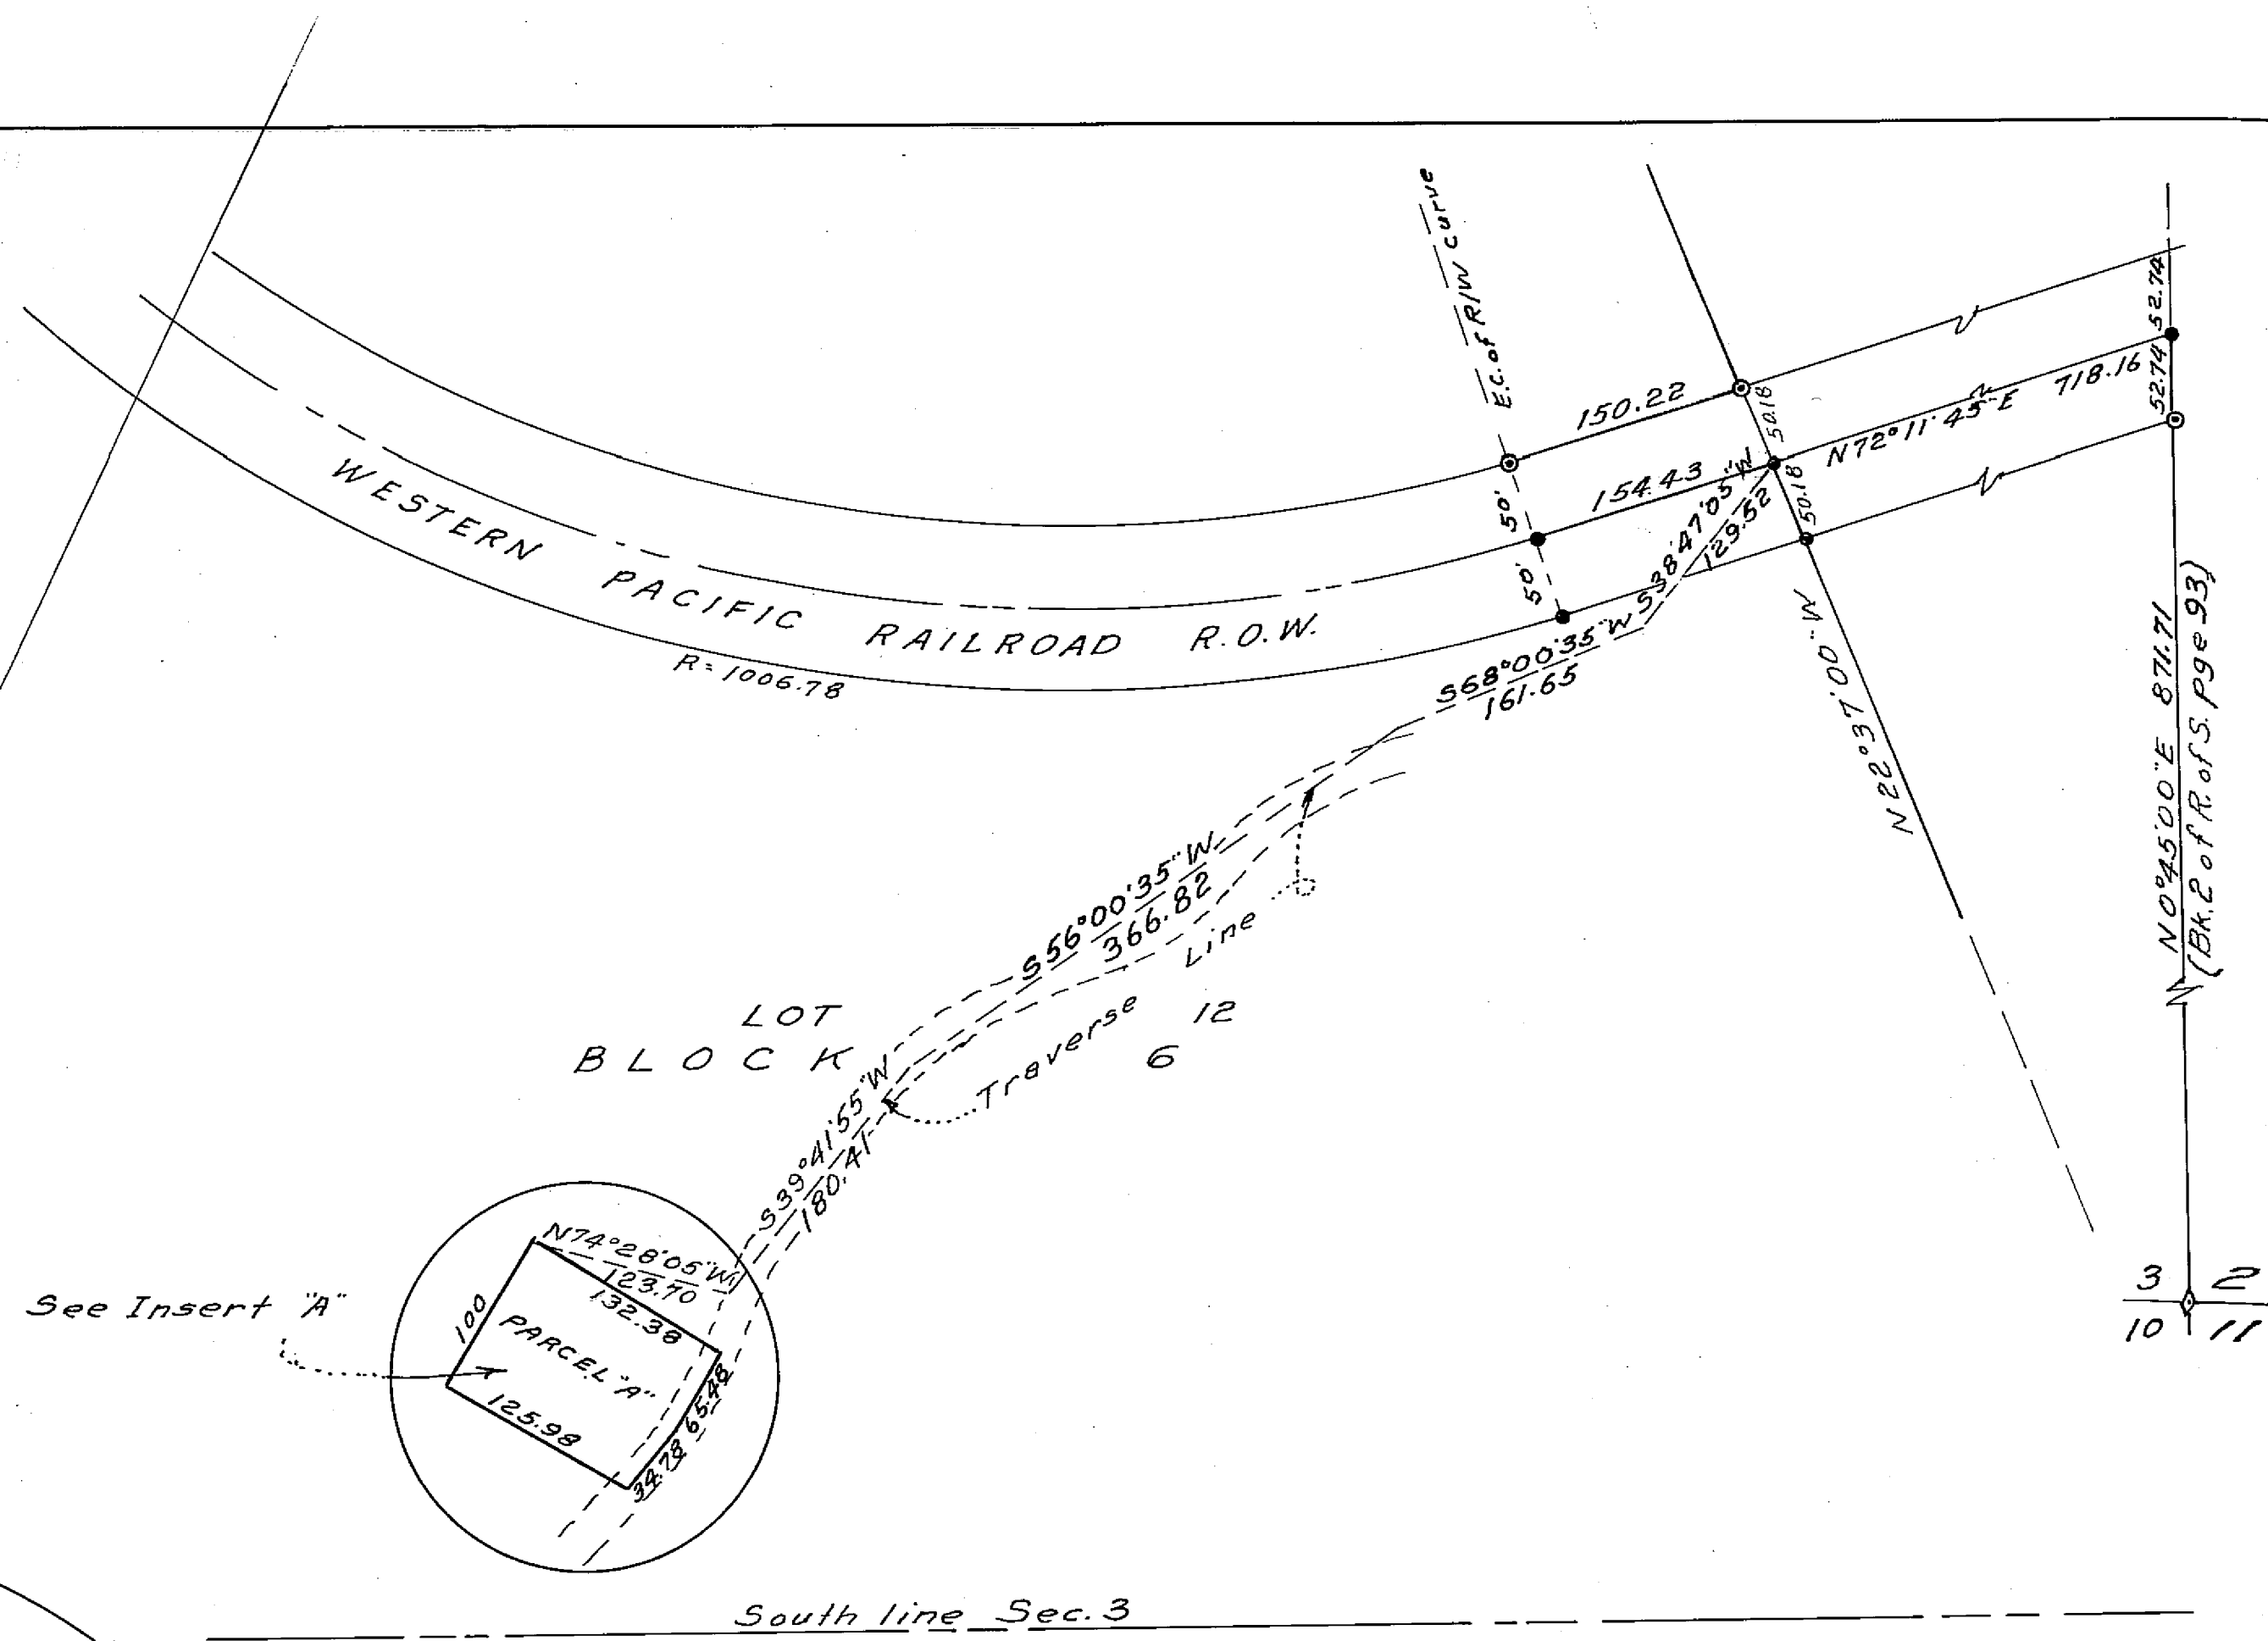 E.C. of R/W curve
52.74
52.74
150.22
50.18
718.16
N72°11'45"E
154.43
50.18
S38°47'05"W
129.52
50'
50'
WESTERN PACIFIC RAILROAD R.O.W.
R=1006.78
S68°00'35"W
161.65
N22°37'00"W
N0°45'00"E 871.71
(Bk.2 of R. of S. pge 93)
S56°00'35"W
366.82
Traverse Line
LOT 12
BLOCK 6
S39°41'55"W
180.41
N74°28'05"W
123.70
132.38
See Insert "A"
100
PARCEL "A"
125.98
65.48
34.78
3 2
10 11
South line Sec. 3